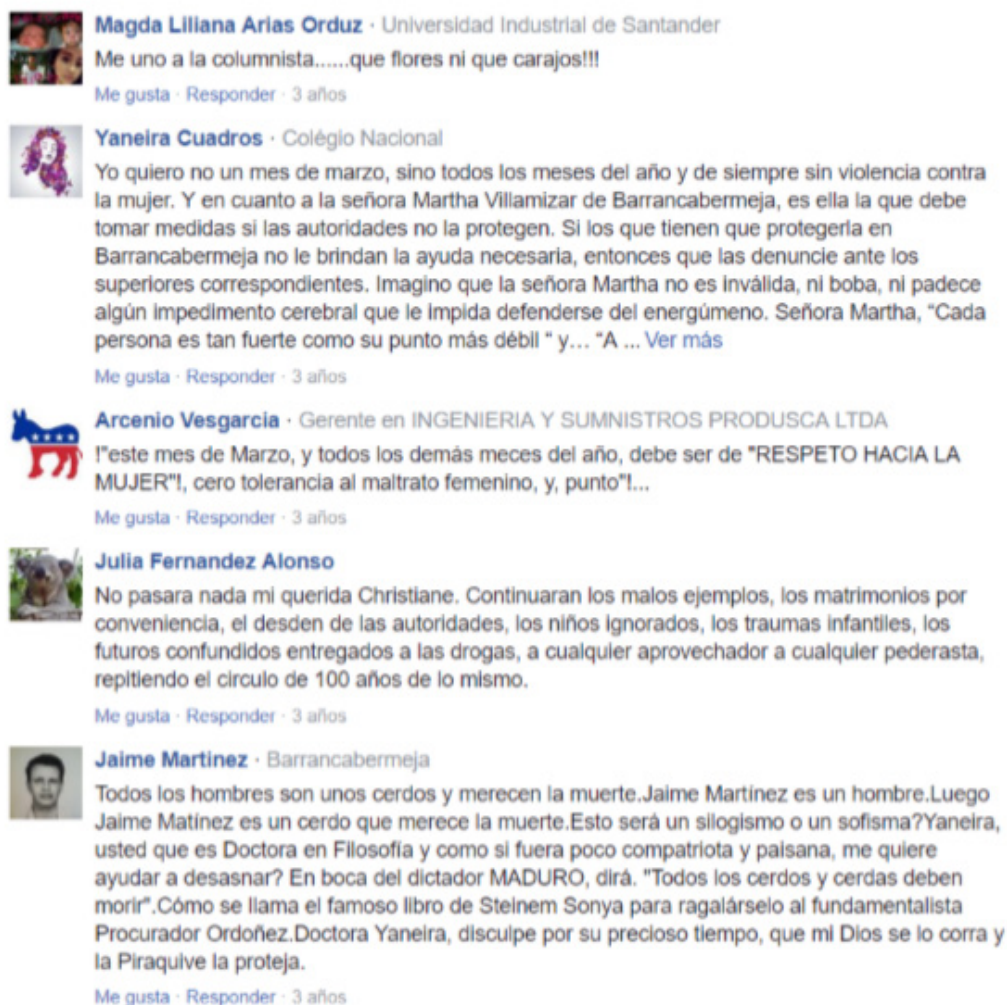 Magda Liliana Arias Orduz · Universidad Industrial de Santander
Me uno a la columnista......que flores ni que carajos!!!
Me gusta · Responder · 3 años
Yaneira Cuadros · Colégio Nacional
Yo quiero no un mes de marzo, sino todos los meses del año y de siempre sin violencia contra
la mujer. Y en cuanto a la señora Martha Villamizar de Barrancabermeja, es ella la que debe
tomar medidas si las autoridades no la protegen. Si los que tienen que protegerla en
Barrancabermeja no le brindan la ayuda necesaria, entonces que las denuncie ante los
superiores correspondientes. Imagino que la señora Martha no es inválida, ni boba, ni padece
algún impedimento cerebral que le impida defenderse del energúmeno. Señora Martha, “Cada
persona es tan fuerte como su punto más débil “ y… “A ... Ver más
Me gusta · Responder · 3 años
Arcenio Vesgarcia · Gerente en INGENIERIA Y SUMNISTROS PRODUSCA LTDA
!"este mes de Marzo, y todos los demás meces del año, debe ser de "RESPETO HACIA LA
MUJER"!, cero tolerancia al maltrato femenino, y, punto"!...
Me gusta · Responder · 3 años
Julia Fernandez Alonso
No pasara nada mi querida Christiane. Continuaran los malos ejemplos, los matrimonios por
conveniencia, el desden de las autoridades, los niños ignorados, los traumas infantiles, los
futuros confundidos entregados a las drogas, a cualquier aprovechador a cualquier pederasta,
repitiendo el circulo de 100 años de lo mismo.
Me gusta · Responder · 3 años
Jaime Martinez · Barrancabermeja
Todos los hombres son unos cerdos y merecen la muerte.Jaime Martínez es un hombre.Luego
Jaime Matínez es un cerdo que merece la muerte.Esto será un silogismo o un sofisma?Yaneira,
usted que es Doctora en Filosofía y como si fuera poco compatriota y paisana, me quiere
ayudar a desasnar? En boca del dictador MADURO, dirá. "Todos los cerdos y cerdas deben
morir".Cómo se llama el famoso libro de Steinem Sonya para ragalárselo al fundamentalista
Procurador Ordoñez.Doctora Yaneira, disculpe por su precioso tiempo, que mi Dios se lo corra y
la Piraquive la proteja.
Me gusta · Responder · 3 años